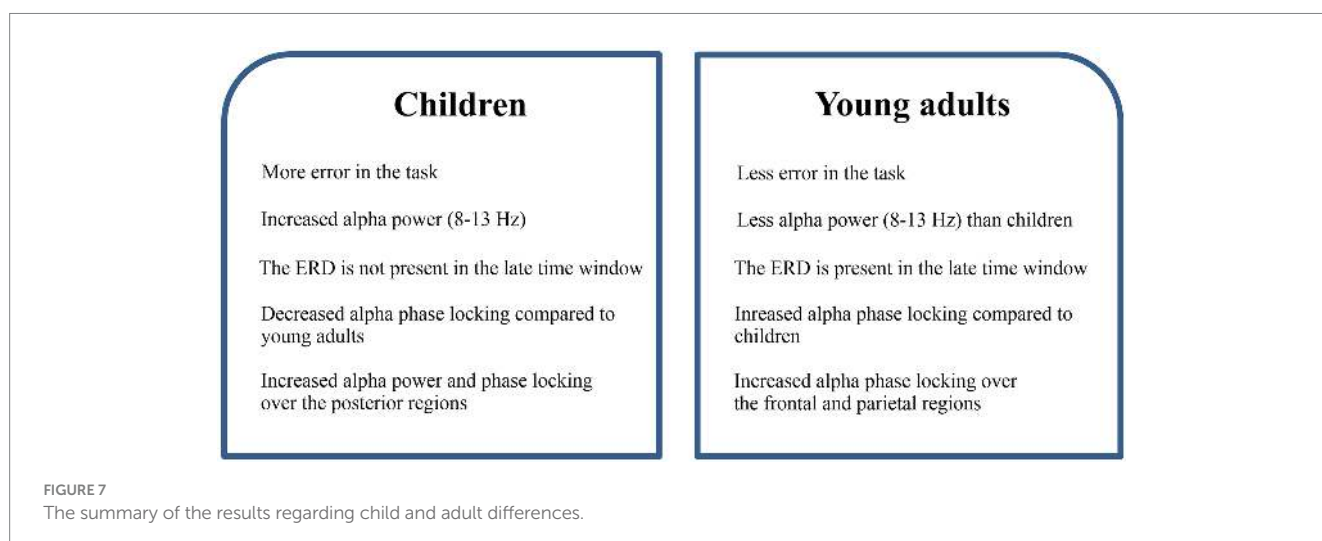 Children
More error in the task
Increased alpha power (8-13 Hz)
The ERD is not present in the late time window
Decreased alpha phase locking compared to
young adults
Increased alpha power and phase locking
over the posterior regions
Young adults
Less error in the task
Less alpha power (8-13 Hz) than children
The ERD is present in the late time window
Inreased alpha phase locking compared to
children
Increased alpha phase locking over
the frontal and parietal regions
FIGURE 7
The summary of the results regarding child and adult differences.